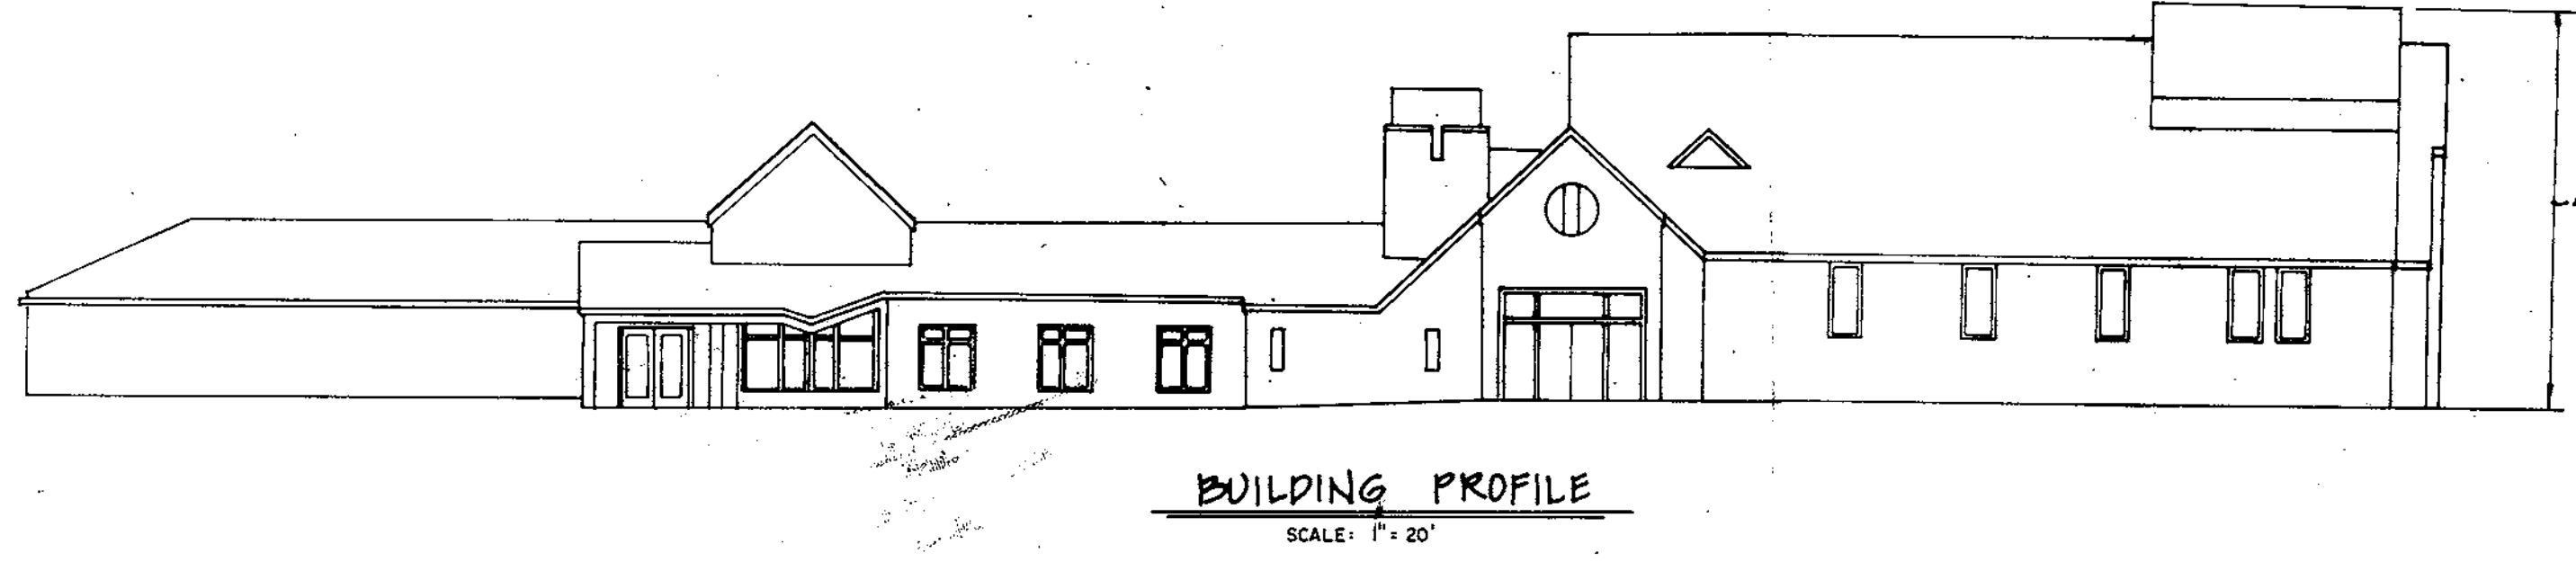 BUILDING PROFILE
SCALE: 1" = 20'